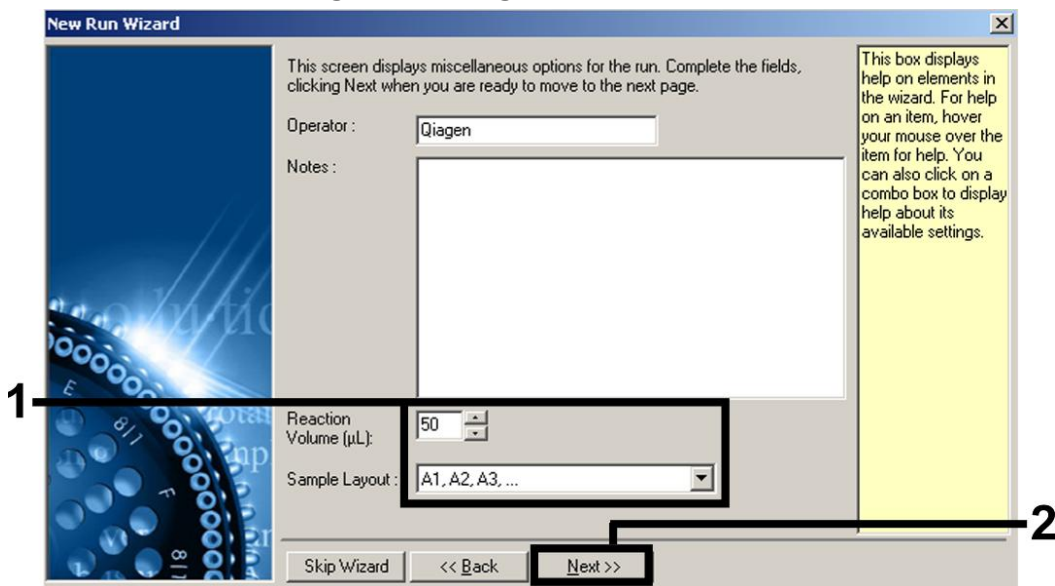 New Run Wizard
This screen displays miscellaneous options for the run. Complete the fields,
clicking Next when you are ready to move to the next page.
Operator :
Qiagen
Notes :
This box displays
help on elements in
the wizard. For help
on an item, hover
your mouse over the
item for help. You
can also click on a
combo box to display
help about its
available settings.
1
Reaction
Volume (µL):
50
Sample Layout :
A1, A2, A3, ...
2
Skip Wizard
<< Back
Next >>
E
8/1
F
8/1